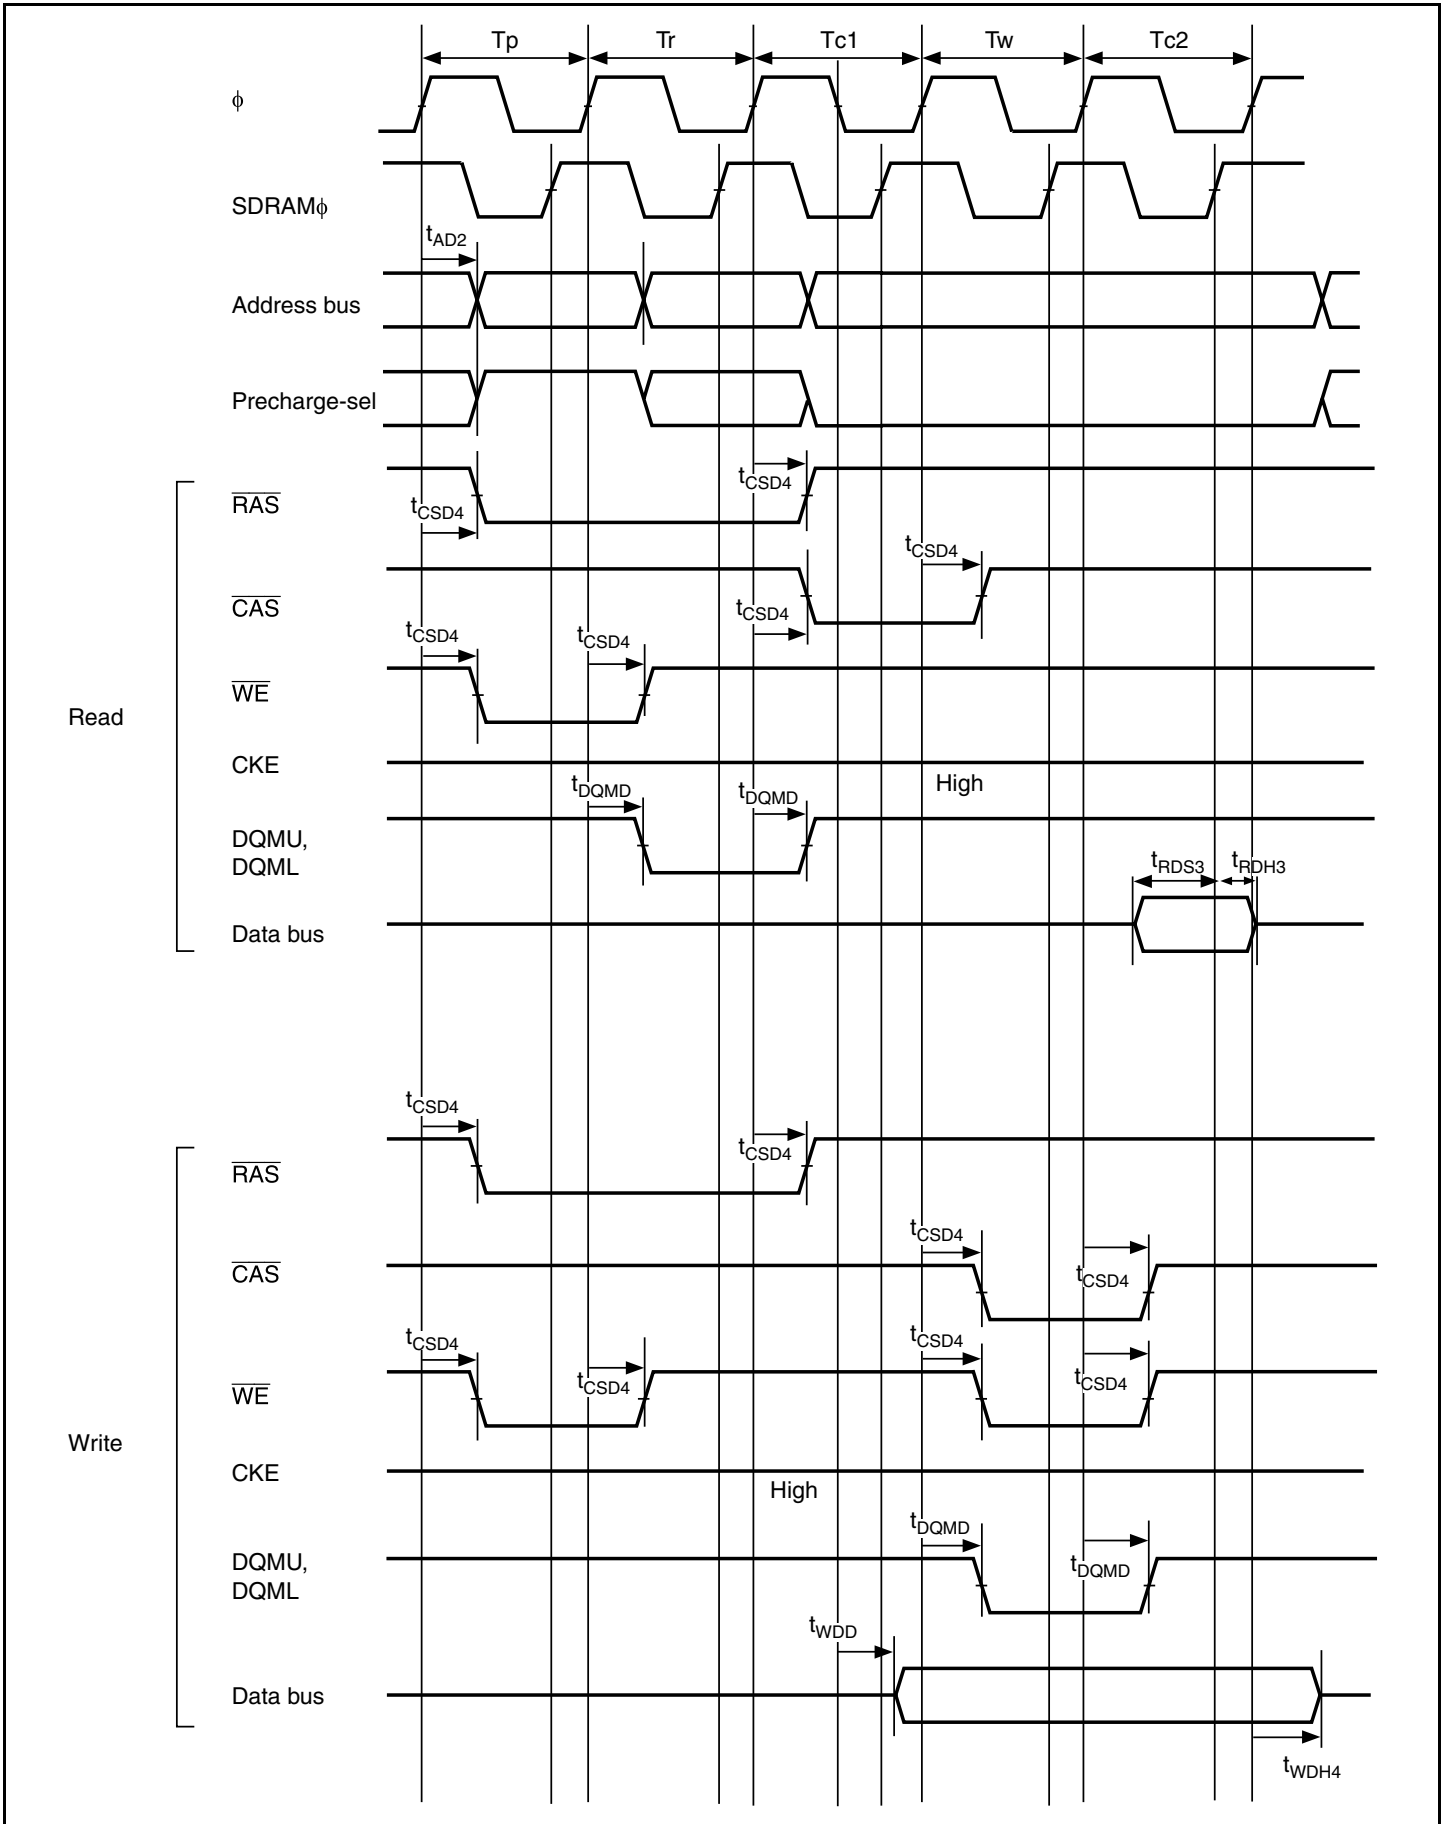 Tp Tr Tc1 Tw Tc2
ϕ
SDRAMϕ
tAD2
Address bus
Precharge-sel
Read
RAS
tCSD4 tCSD4
CAS
tCSD4 tCSD4
WE
tCSD4 tCSD4
CKE
High
DQMU,
DQML
tDQMD tDQMD
Data bus
tRDS3 tRDH3
Write
RAS
tCSD4 tCSD4
CAS
tCSD4 tCSD4
WE
tCSD4 tCSD4 tCSD4 tCSD4
CKE
High
DQMU,
DQML
tDQMD tDQMD
Data bus
tWDD
tWDH4